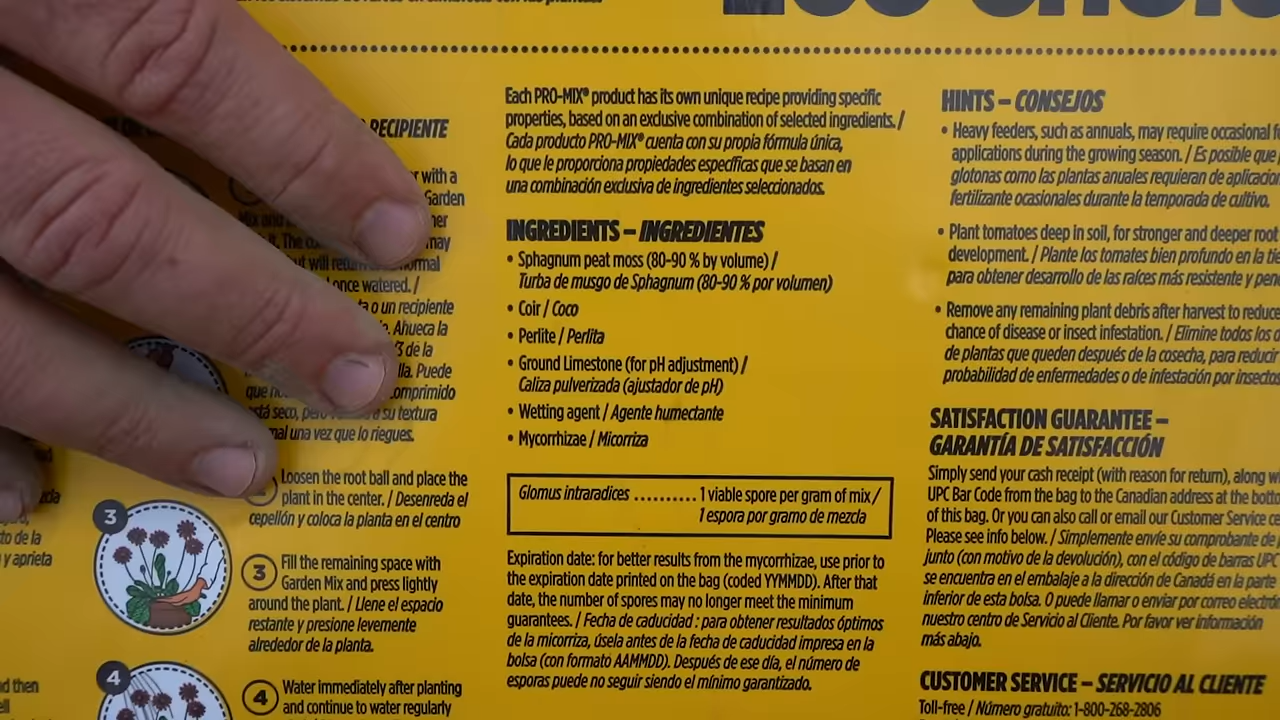 RECIPIENTE
with a
Garden
may
normal
once watered. /
o un recipiente
Ahueca la
de la
lla. Puede
comprimido
está seco, pero su textura
una vez que lo riegues.
Loosen the root ball and place the
plant in the center. / Desenreda el
cepellón y coloca la planta en el centro
3
3 Fill the remaining space with
Garden Mix and press lightly
around the plant. / Llene el espacio
restante y presione levemente
alrededor de la planta.
4
4 Water immediately after planting
and continue to water regularly
to de la
y aprieta
then
Each PRO-MIX® product has its own unique recipe providing specific
properties, based on an exclusive combination of selected ingredients. /
Cada producto PRO-MIX® cuenta con su propia fórmula única,
lo que le proporciona propiedades específicas que se basan en
una combinación exclusiva de ingredientes seleccionados.
INGREDIENTS – INGREDIENTES
• Sphagnum peat moss (80-90 % by volume) /
Turba de musgo de Sphagnum (80-90 % por volumen)
• Coir / Coco
• Perlite / Perlita
• Ground Limestone (for pH adjustment) /
Caliza pulverizada (ajustador de pH)
• Wetting agent / Agente humectante
• Mycorrhizae / Micorriza
Glomus intraradices .......... 1 viable spore per gram of mix /
1 espora por gramo de mezcla
Expiration date: for better results from the mycorrhizae, use prior to
the expiration date printed on the bag (coded YYMMDD). After that
date, the number of spores may no longer meet the minimum
guarantees. / Fecha de caducidad : para obtener resultados óptimos
de la micorriza, úsela antes de la fecha de caducidad impresa en la
bolsa (con formato AAMMDD). Después de ese día, el número de
esporas puede no seguir siendo el mínimo garantizado.
HINTS – CONSEJOS
• Heavy feeders, such as annuals, may require occasional
applications during the growing season. / Es posible que
glotonas como las plantas anuales requieran de
fertilizante ocasionales durante la temporada de cultivo.
• Plant tomatoes deep in soil, for stronger and deeper root
development. / Plante los tomates bien profundo en la
para obtener desarrollo de las raíces más resistente y
• Remove any remaining plant debris after harvest to reduce
chance of disease or insect infestation. / Elimine todos los
de plantas que queden después de la cosecha, para reducir
probabilidad de enfermedades o de infestación por insectos
SATISFACTION GUARANTEE –
GARANTÍA DE SATISFACCIÓN
Simply send your cash receipt (with reason for return), along
UPC Bar Code from the bag to the Canadian address at the
of this bag. Or you can also call or email our Customer Service
Please see info below. / Simplemente envíe su comprobante de
junto (con motivo de la devolución), con el código de barras UPC
se encuentra en el embalaje a la dirección de Canadá en la parte
inferior de esta bolsa. O puede llamar o enviar por correo
nuestro centro de Servicio al Cliente. Por favor ver información
más abajo.
CUSTOMER SERVICE – SERVICIO AL CLIENTE
Toll-free / Número gratuito: 1-800-268-2806